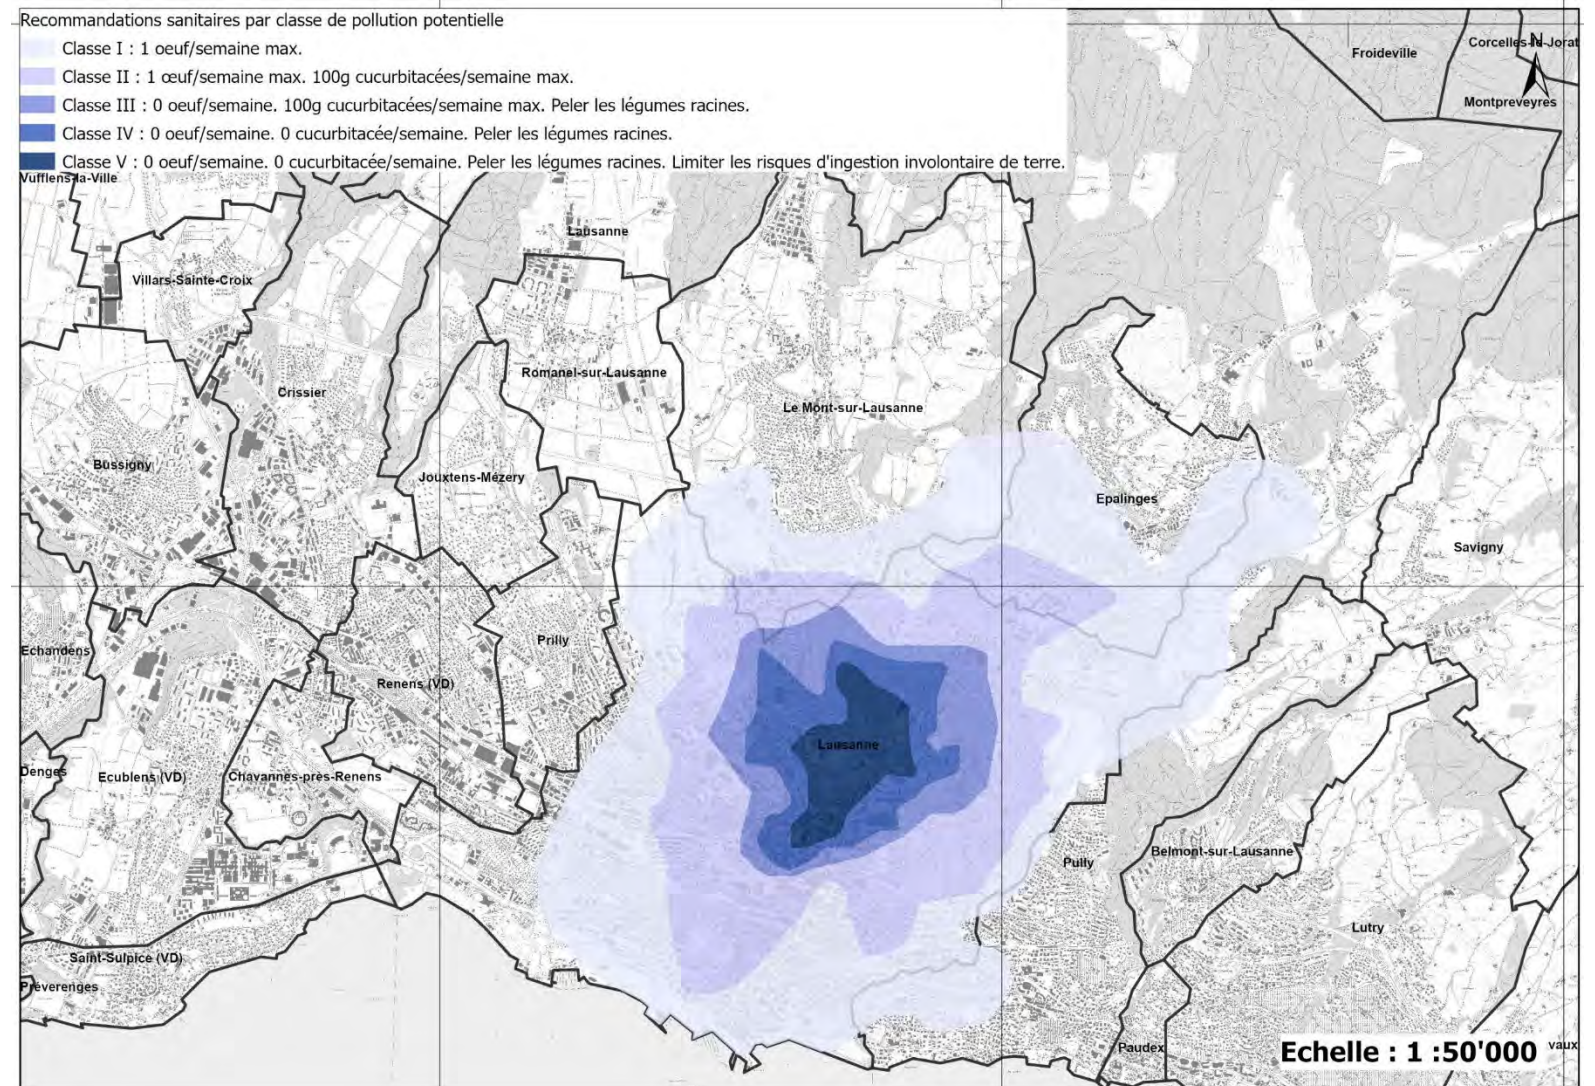 Recommandations sanitaires par classe de pollution potentielle
Classe I : 1 oeuf/semaine max.
Classe II : 1 œuf/semaine max. 100g cucurbitacées/semaine max.
Classe III : 0 oeuf/semaine. 100g cucurbitacées/semaine max. Peler les légumes racines.
Classe IV : 0 oeuf/semaine. 0 cucurbitacée/semaine. Peler les légumes racines.
Classe V : 0 oeuf/semaine. 0 cucurbitacée/semaine. Peler les légumes racines. Limiter les risques d'ingestion involontaire de terre.
N
Froideville
Corcelles-le-Jorat
Montpreveyres
Vufflens-la-Ville
Lausanne
Villars-Sainte-Croix
Romanel-sur-Lausanne
Crissier
Le Mont-sur-Lausanne
Bussigny
Jouxtens-Mézery
Epalinges
Savigny
Echandens
Prilly
Renens (VD)
Lausanne
Denges
Ecublens (VD)
Chavannes-près-Renens
Pully
Belmont-sur-Lausanne
Lutry
Saint-Sulpice (VD)
Préverenges
Paudex
Echelle : 1 :50'000
vaux